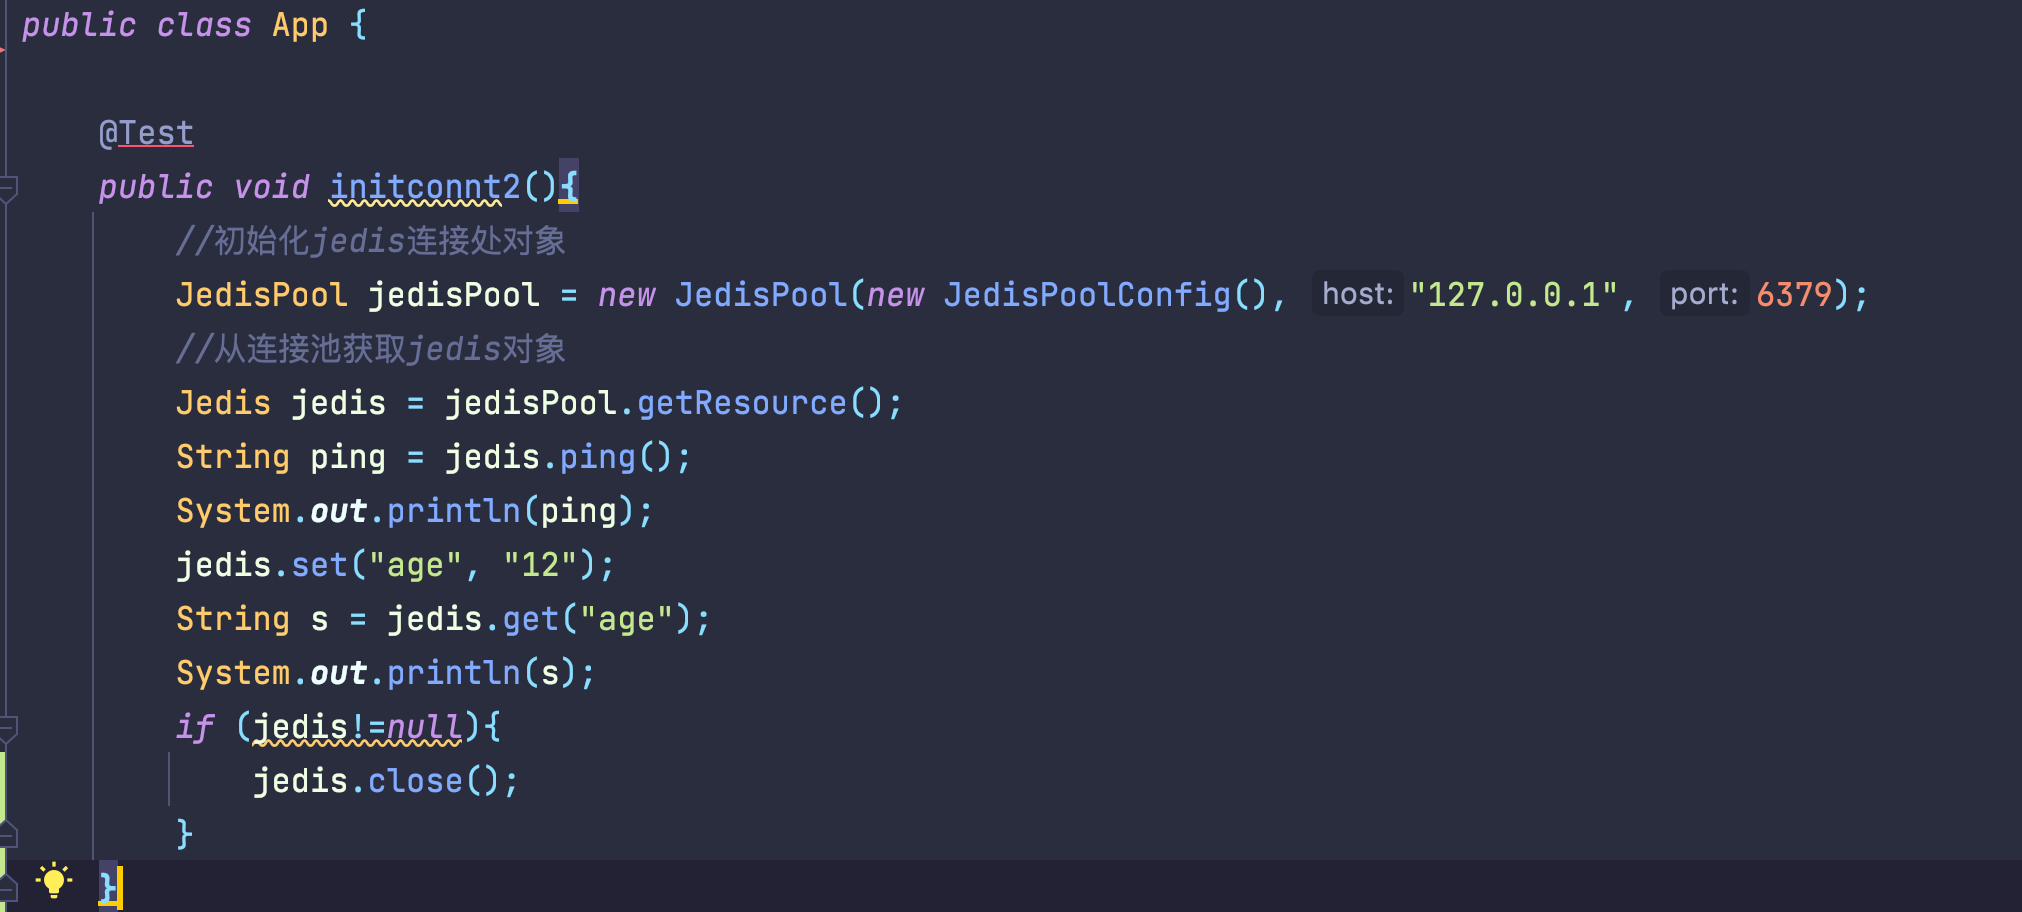 public class App {
@Test
public void initconnt2(){
//初始化jedis连接处对象
JedisPool jedisPool = new JedisPool(new JedisPoolConfig(), host: "127.0.0.1", port: 6379);
//从连接池获取jedis对象
Jedis jedis = jedisPool.getResource();
String ping = jedis.ping();
System.out.println(ping);
jedis.set("age", "12");
String s = jedis.get("age");
System.out.println(s);
if (jedis!=null){
jedis.close();
}
}